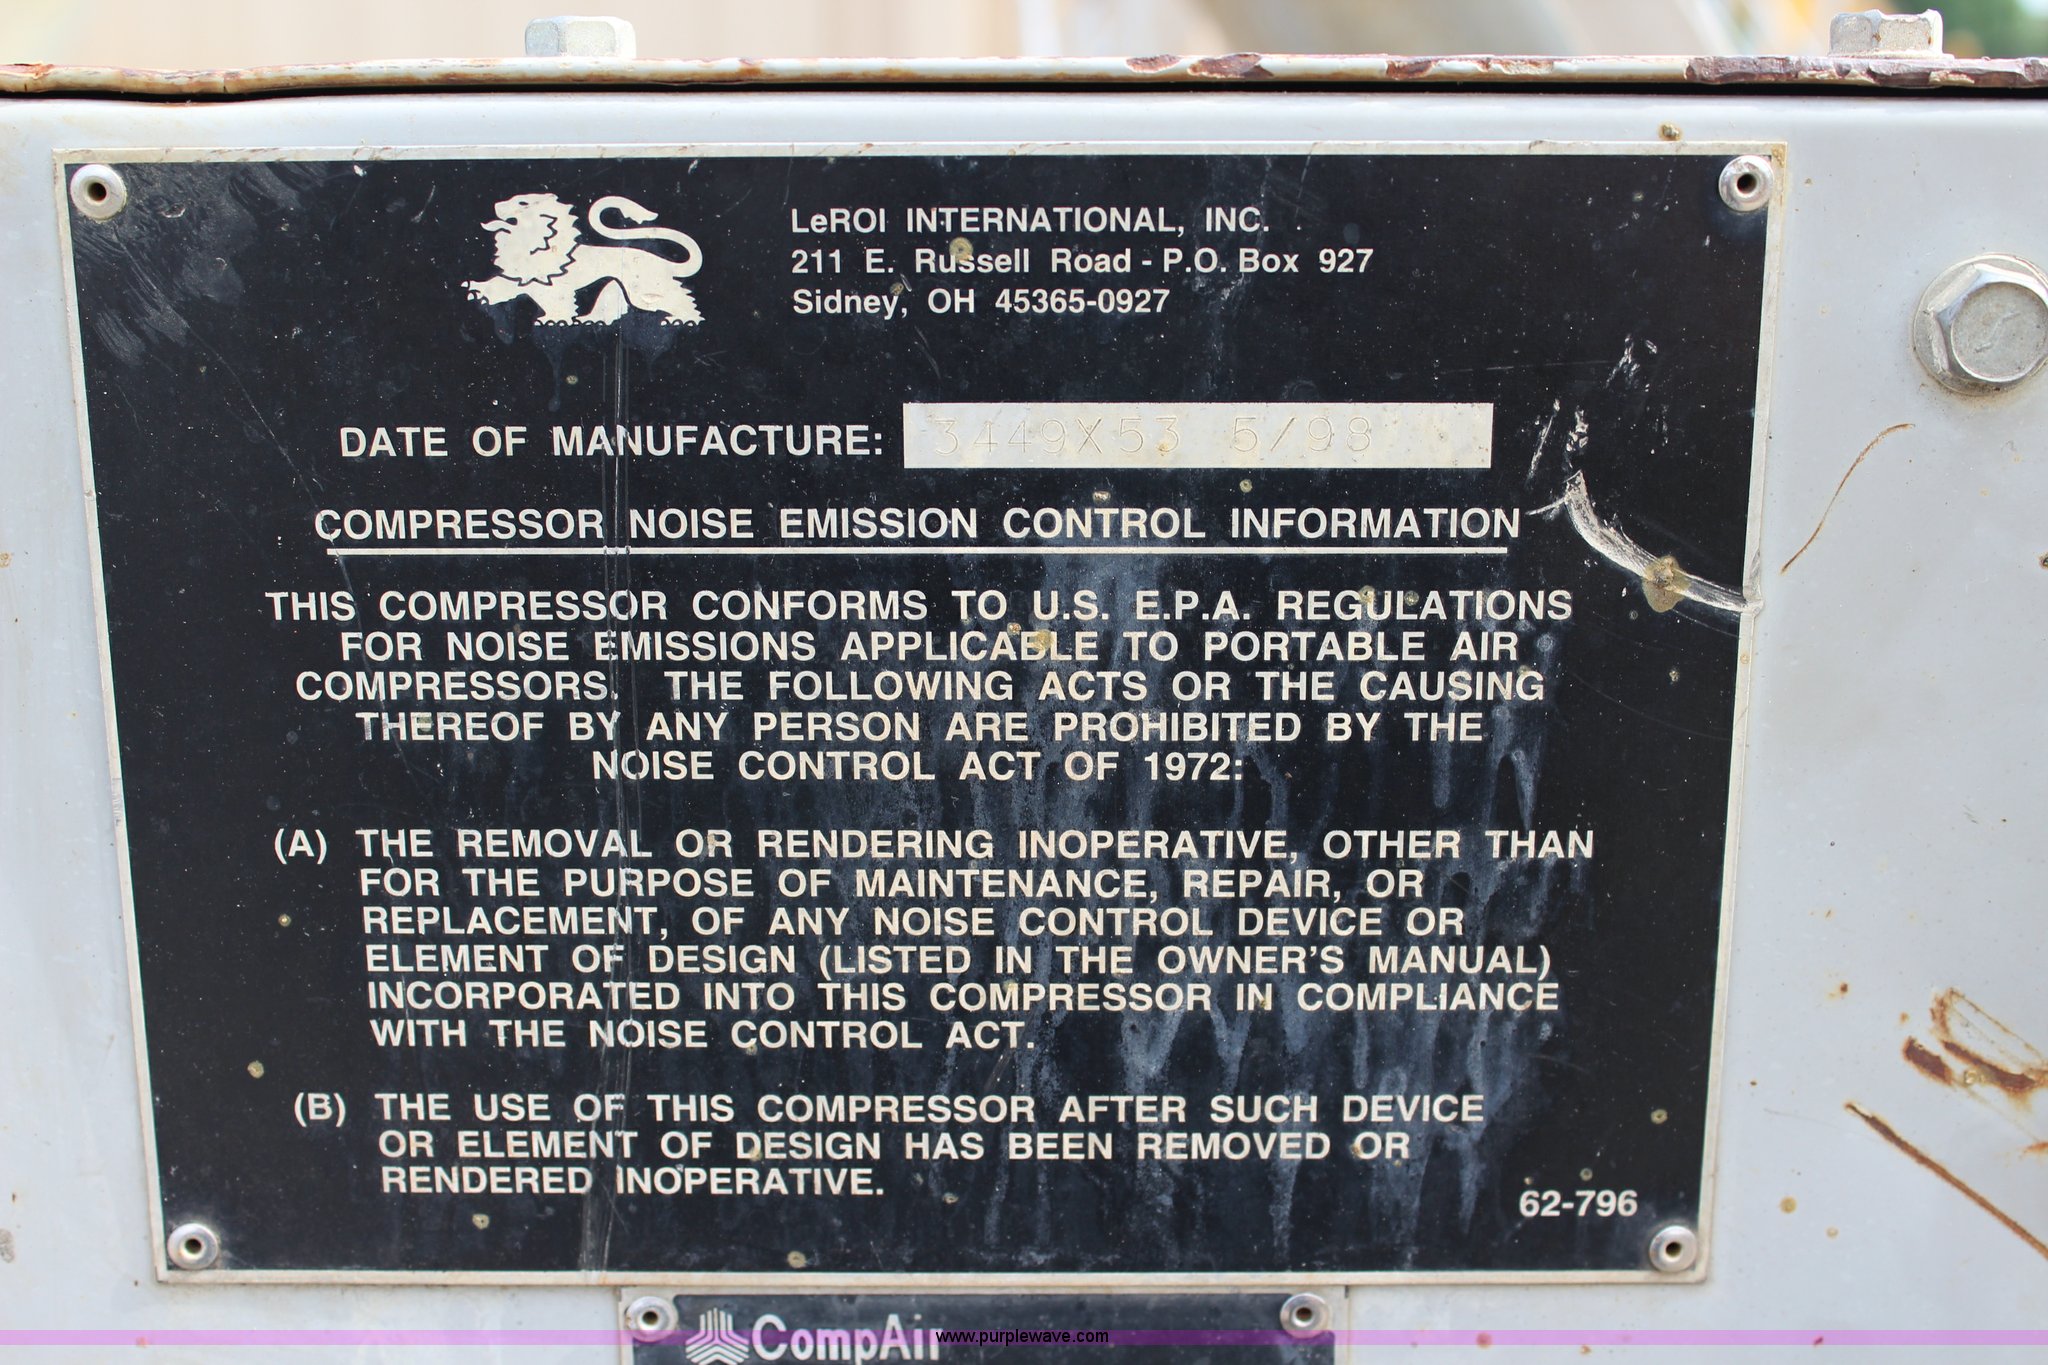 LeROI INTERNATIONAL, INC.
211 E. Russell Road - P.O. Box 927
Sidney, OH 45365-0927
DATE OF MANUFACTURE: 3449X53 5/98
COMPRESSOR NOISE EMISSION CONTROL INFORMATION
THIS COMPRESSOR CONFORMS TO U.S. E.P.A. REGULATIONS
FOR NOISE EMISSIONS APPLICABLE TO PORTABLE AIR
COMPRESSORS. THE FOLLOWING ACTS OR THE CAUSING
THEREOF BY ANY PERSON ARE PROHIBITED BY THE
NOISE CONTROL ACT OF 1972:
(A) THE REMOVAL OR RENDERING INOPERATIVE, OTHER THAN
FOR THE PURPOSE OF MAINTENANCE, REPAIR, OR
REPLACEMENT, OF ANY NOISE CONTROL DEVICE OR
ELEMENT OF DESIGN (LISTED IN THE OWNER'S MANUAL)
INCORPORATED INTO THIS COMPRESSOR IN COMPLIANCE
WITH THE NOISE CONTROL ACT.
(B) THE USE OF THIS COMPRESSOR AFTER SUCH DEVICE
OR ELEMENT OF DESIGN HAS BEEN REMOVED OR
RENDERED INOPERATIVE.
62-796
CompAir
www.purplewave.com